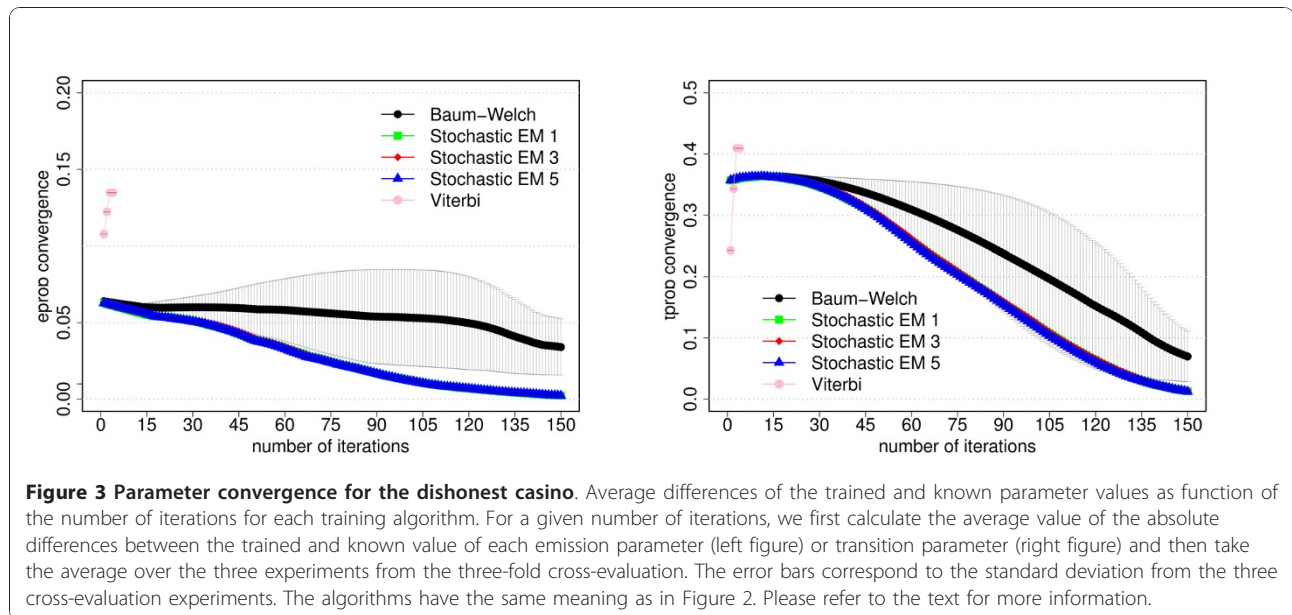 0.20
0.15
0.05
0.00
eprob convergence
Baum−Welch
Stochastic EM 1
Stochastic EM 3
Stochastic EM 5
Viterbi
0 15 30 45 60 75 90 105 120 135 150
number of iterations
0.5
0.4
0.3
0.2
0.1
0.0
tprob convergence
Baum−Welch
Stochastic EM 1
Stochastic EM 3
Stochastic EM 5
Viterbi
0 15 30 45 60 75 90 105 120 135 150
number of iterations
Figure 3 Parameter convergence for the dishonest casino. Average differences of the trained and known parameter values as function of
the number of iterations for each training algorithm. For a given number of iterations, we first calculate the average value of the absolute
differences between the trained and known value of each emission parameter (left figure) or transition parameter (right figure) and then take
the average over the three experiments from the three-fold cross-evaluation. The error bars correspond to the standard deviation from the three
cross-evaluation experiments. The algorithms have the same meaning as in Figure 2. Please refer to the text for more information.